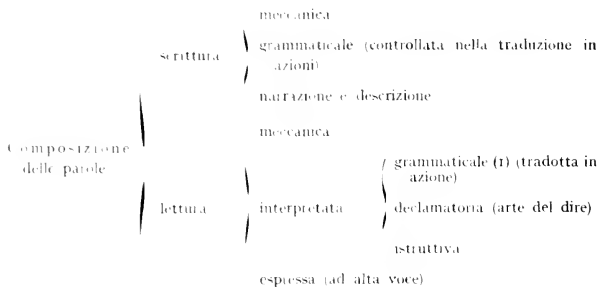 meccanica
scrittura
grammaticale (controllata nella traduzione in
azioni)
narrazione e descrizione
Composizione
delle parole
meccanica
lettura
interpretata
grammaticale (1) (tradotta in
azione)
declamatoria (arte del dire)
istruttiva
espressa (ad alta voce)